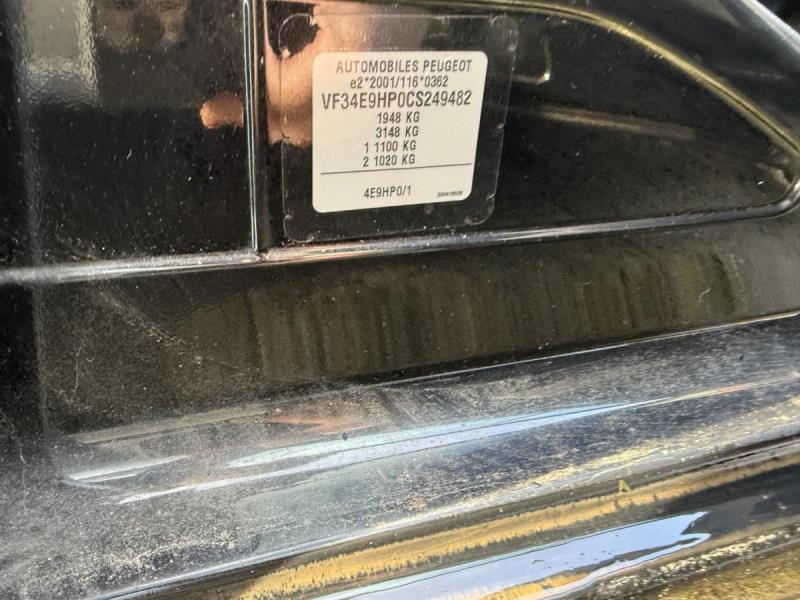 AUTOMOBILES PEUGEOT
e2*2001/116*0362
VF34E9HP0CS249482
1948 KG
3148 KG
1 1100 KG
2 1020 KG
4E9HP0/1